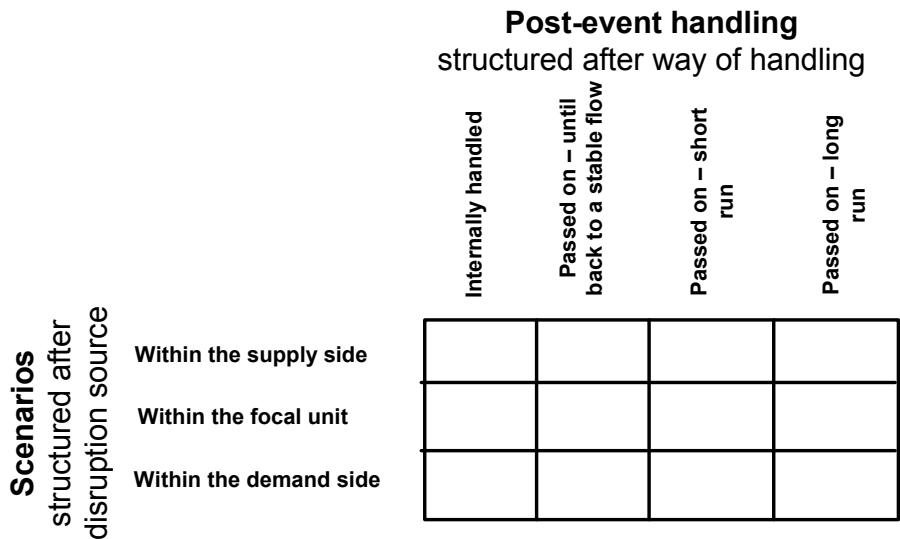 Post-event handling
structured after way of handling
Internally handled
Passed on – until
back to a stable flow
Passed on – short
run
Passed on – long
run
Scenarios
structured after
disruption source
Within the supply side
Within the focal unit
Within the demand side